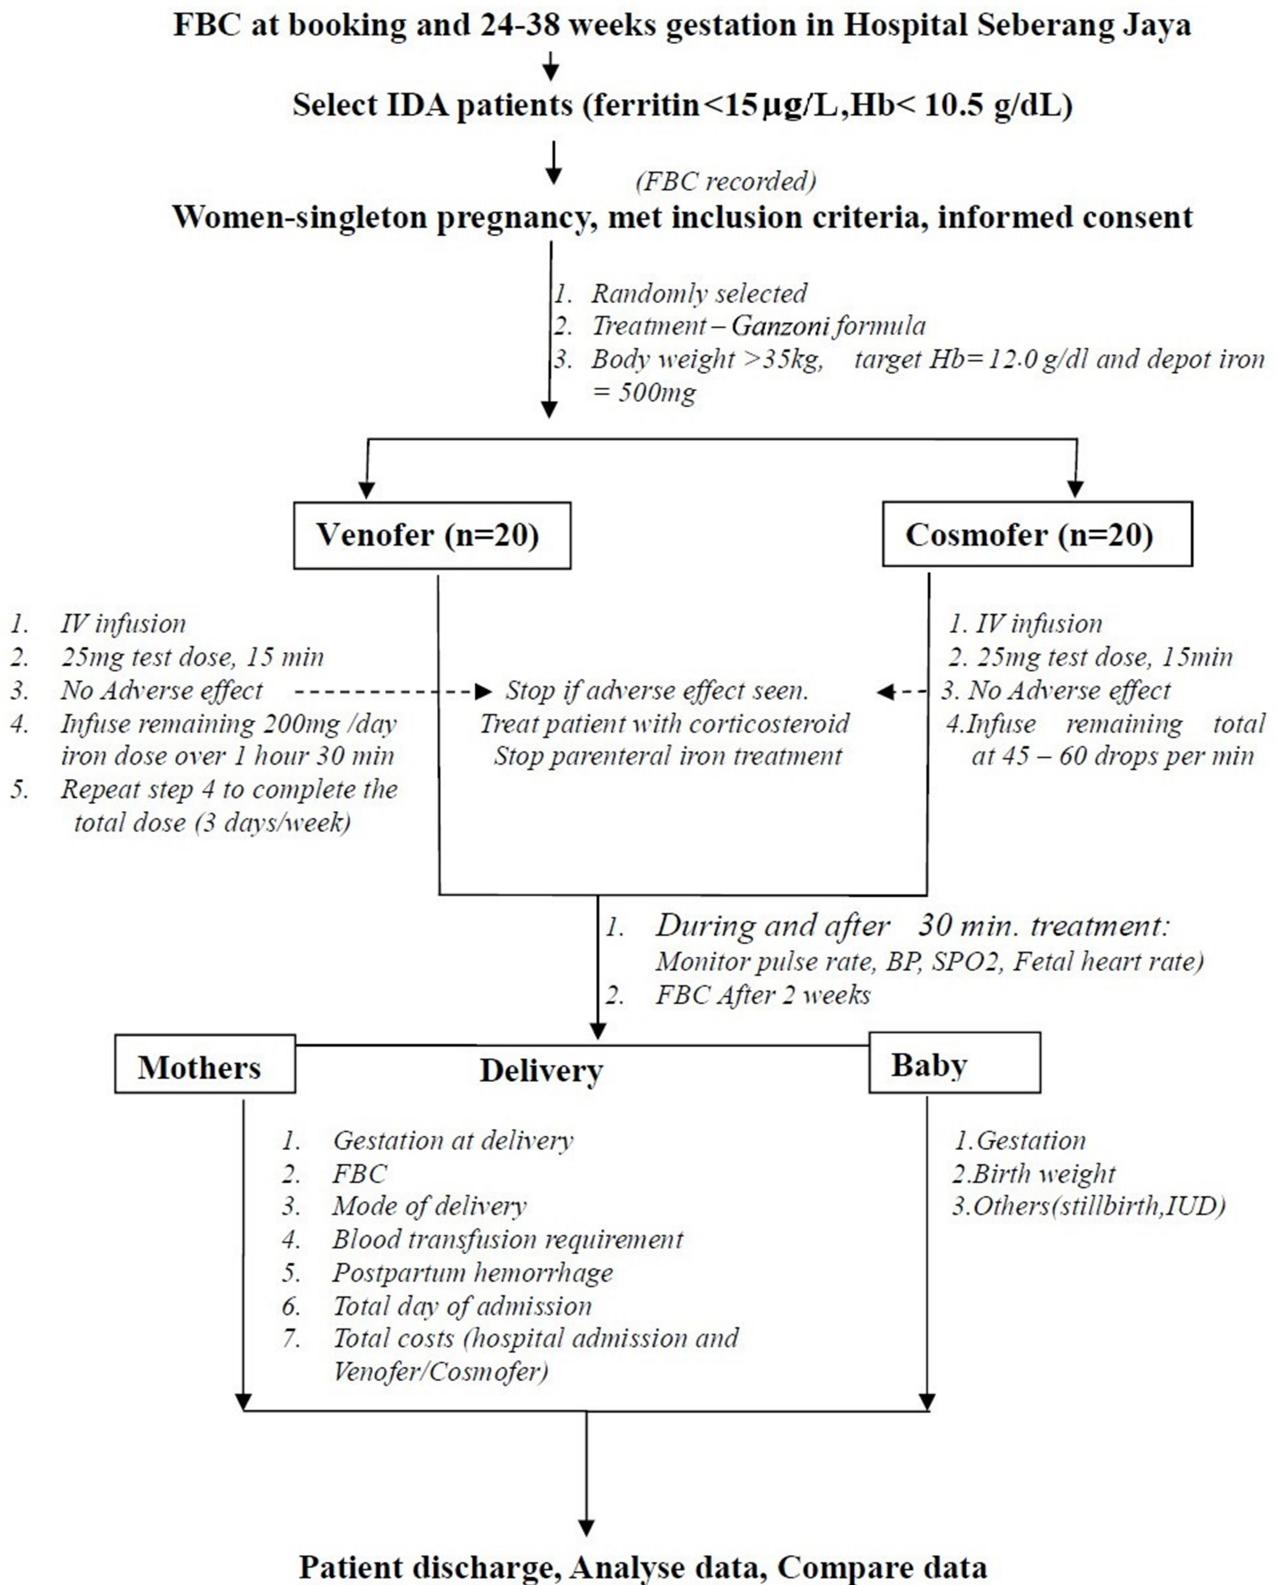 FBC at booking and 24-38 weeks gestation in Hospital Seberang Jaya
Select IDA patients (ferritin<15µg/L,Hb< 10.5 g/dL)
(FBC recorded)
Women-singleton pregnancy, met inclusion criteria, informed consent
1. Randomly selected
2. Treatment – Ganzoni formula
3. Body weight >35kg, target Hb=12.0 g/dl and depot iron
= 500mg
Venofer (n=20)
Cosmofer (n=20)
1. IV infusion
2. 25mg test dose, 15 min
3. No Adverse effect
4. Infuse remaining 200mg /day
iron dose over 1 hour 30 min
5. Repeat step 4 to complete the
total dose (3 days/week)
Stop if adverse effect seen.
Treat patient with corticosteroid
Stop parenteral iron treatment
1. IV infusion
2. 25mg test dose, 15min
3. No Adverse effect
4.Infuse remaining total
at 45 – 60 drops per min
1. During and after 30 min. treatment:
Monitor pulse rate, BP, SPO2, Fetal heart rate)
2. FBC After 2 weeks
Mothers
Delivery
Baby
1. Gestation at delivery
2. FBC
3. Mode of delivery
4. Blood transfusion requirement
5. Postpartum hemorrhage
6. Total day of admission
7. Total costs (hospital admission and
Venofer/Cosmofer)
1.Gestation
2.Birth weight
3.Others(stillbirth,IUD)
Patient discharge, Analyse data, Compare data